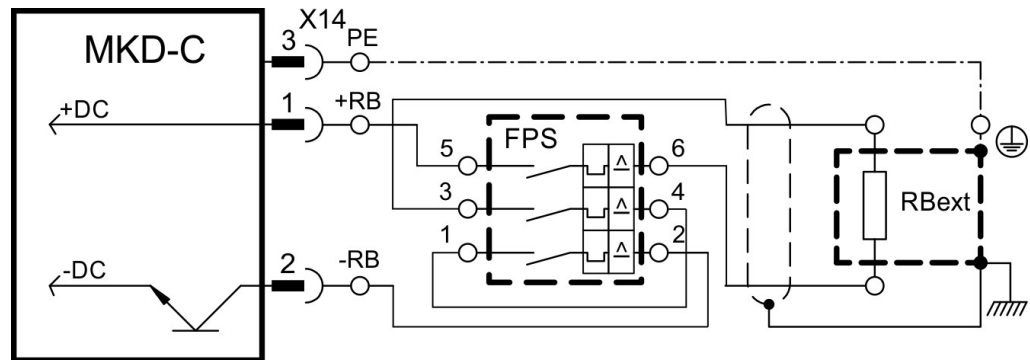 MKD-C
X14
3 PE
+DC
1 +RB
FPS
5 6
3 4
1 2
RBext
-DC
2 -RB